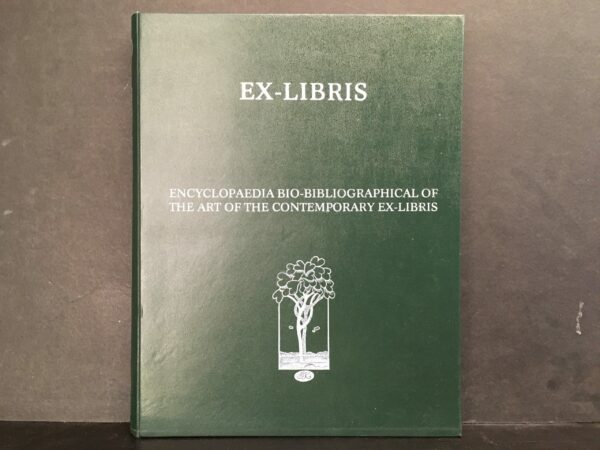 EX-LIBRIS
ENCYCLOPAEDIA BIO-BIBLIOGRAPHICAL OF
THE ART OF THE CONTEMPORARY EX-LIBRIS